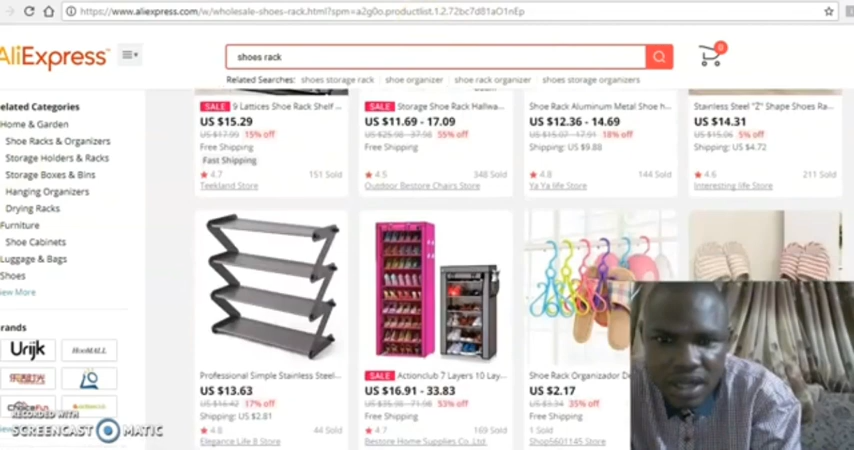 https://www.aliexpress.com/w/wholesale-shoes-rack.html?spm=a2g0o.productlist.1.2.72bc7d81aO1nEp
AliExpress
shoes rack
0
Related Searches: shoes storage rack shoe organizer shoe rack organizer shoes storage organizers
elated Categories
Home & Garden
Shoe Racks & Organizers
Storage Holders & Racks
Storage Boxes & Bins
Hanging Organizers
Drying Racks
Furniture
Shoe Cabinets
Luggage & Bags
Shoes
iew More
rands
Urijk
HooMALL
SALE 9 Lattices Shoe Rack Shelf ...
US $15.29
US $17.99 15% off
Free Shipping
Fast Shipping
4.7 151 Sold
Teekland Store
SALE Storage Shoe Rack Hallwa...
US $11.69 - 17.09
US $25.98 - 37.98 55% off
Free Shipping
4.5 348 Sold
Outdoor Bestore Chairs Store
Shoe Rack Aluminum Metal Shoe h...
US $12.36 - 14.69
US $15.07 - 17.91 18% off
Shipping: US $9.88
4.8 144 Sold
Ya Ya life Store
Stainless Steel "Z" Shape Shoes Ra...
US $14.31
US $15.06 5% off
Shipping: US $4.72
4.6 211 Sold
Interesting life Store
Professional Simple Stainless Steel...
US $13.63
US $16.42 17% off
Shipping: US $2.81
4.8 44 Sold
Elegance Life 8 Store
SALE Actionclub 7 Layers 10 Lay...
US $16.91 - 33.83
US $35.98 - 71.98 53% off
Free Shipping
4.7 169 Sold
Bestore Home Supplies Co.,Ltd.
Shoe Rack Organizador De
US $2.17
US $3.34 35% off
Free Shipping
1 Sold
Shop5601145 Store
RECORDED WITH
SCREENCAST MATIC